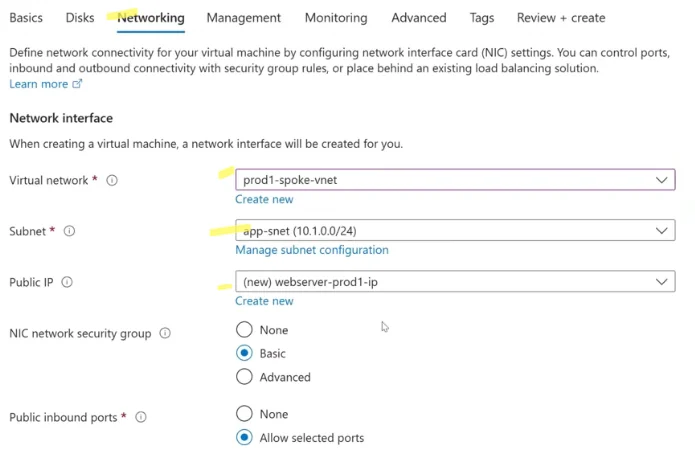 Basics Disks Networking Management Monitoring Advanced Tags Review + create
Define network connectivity for your virtual machine by configuring network interface card (NIC) settings. You can control ports,
inbound and outbound connectivity with security group rules, or place behind an existing load balancing solution.
Learn more
Network interface
When creating a virtual machine, a network interface will be created for you.
Virtual network * prod1-spoke-vnet
Create new
Subnet * app-snet (10.1.0.0/24)
Manage subnet configuration
Public IP (new) webserver-prod1-ip
Create new
NIC network security group None
Basic
Advanced
Public inbound ports * None
Allow selected ports